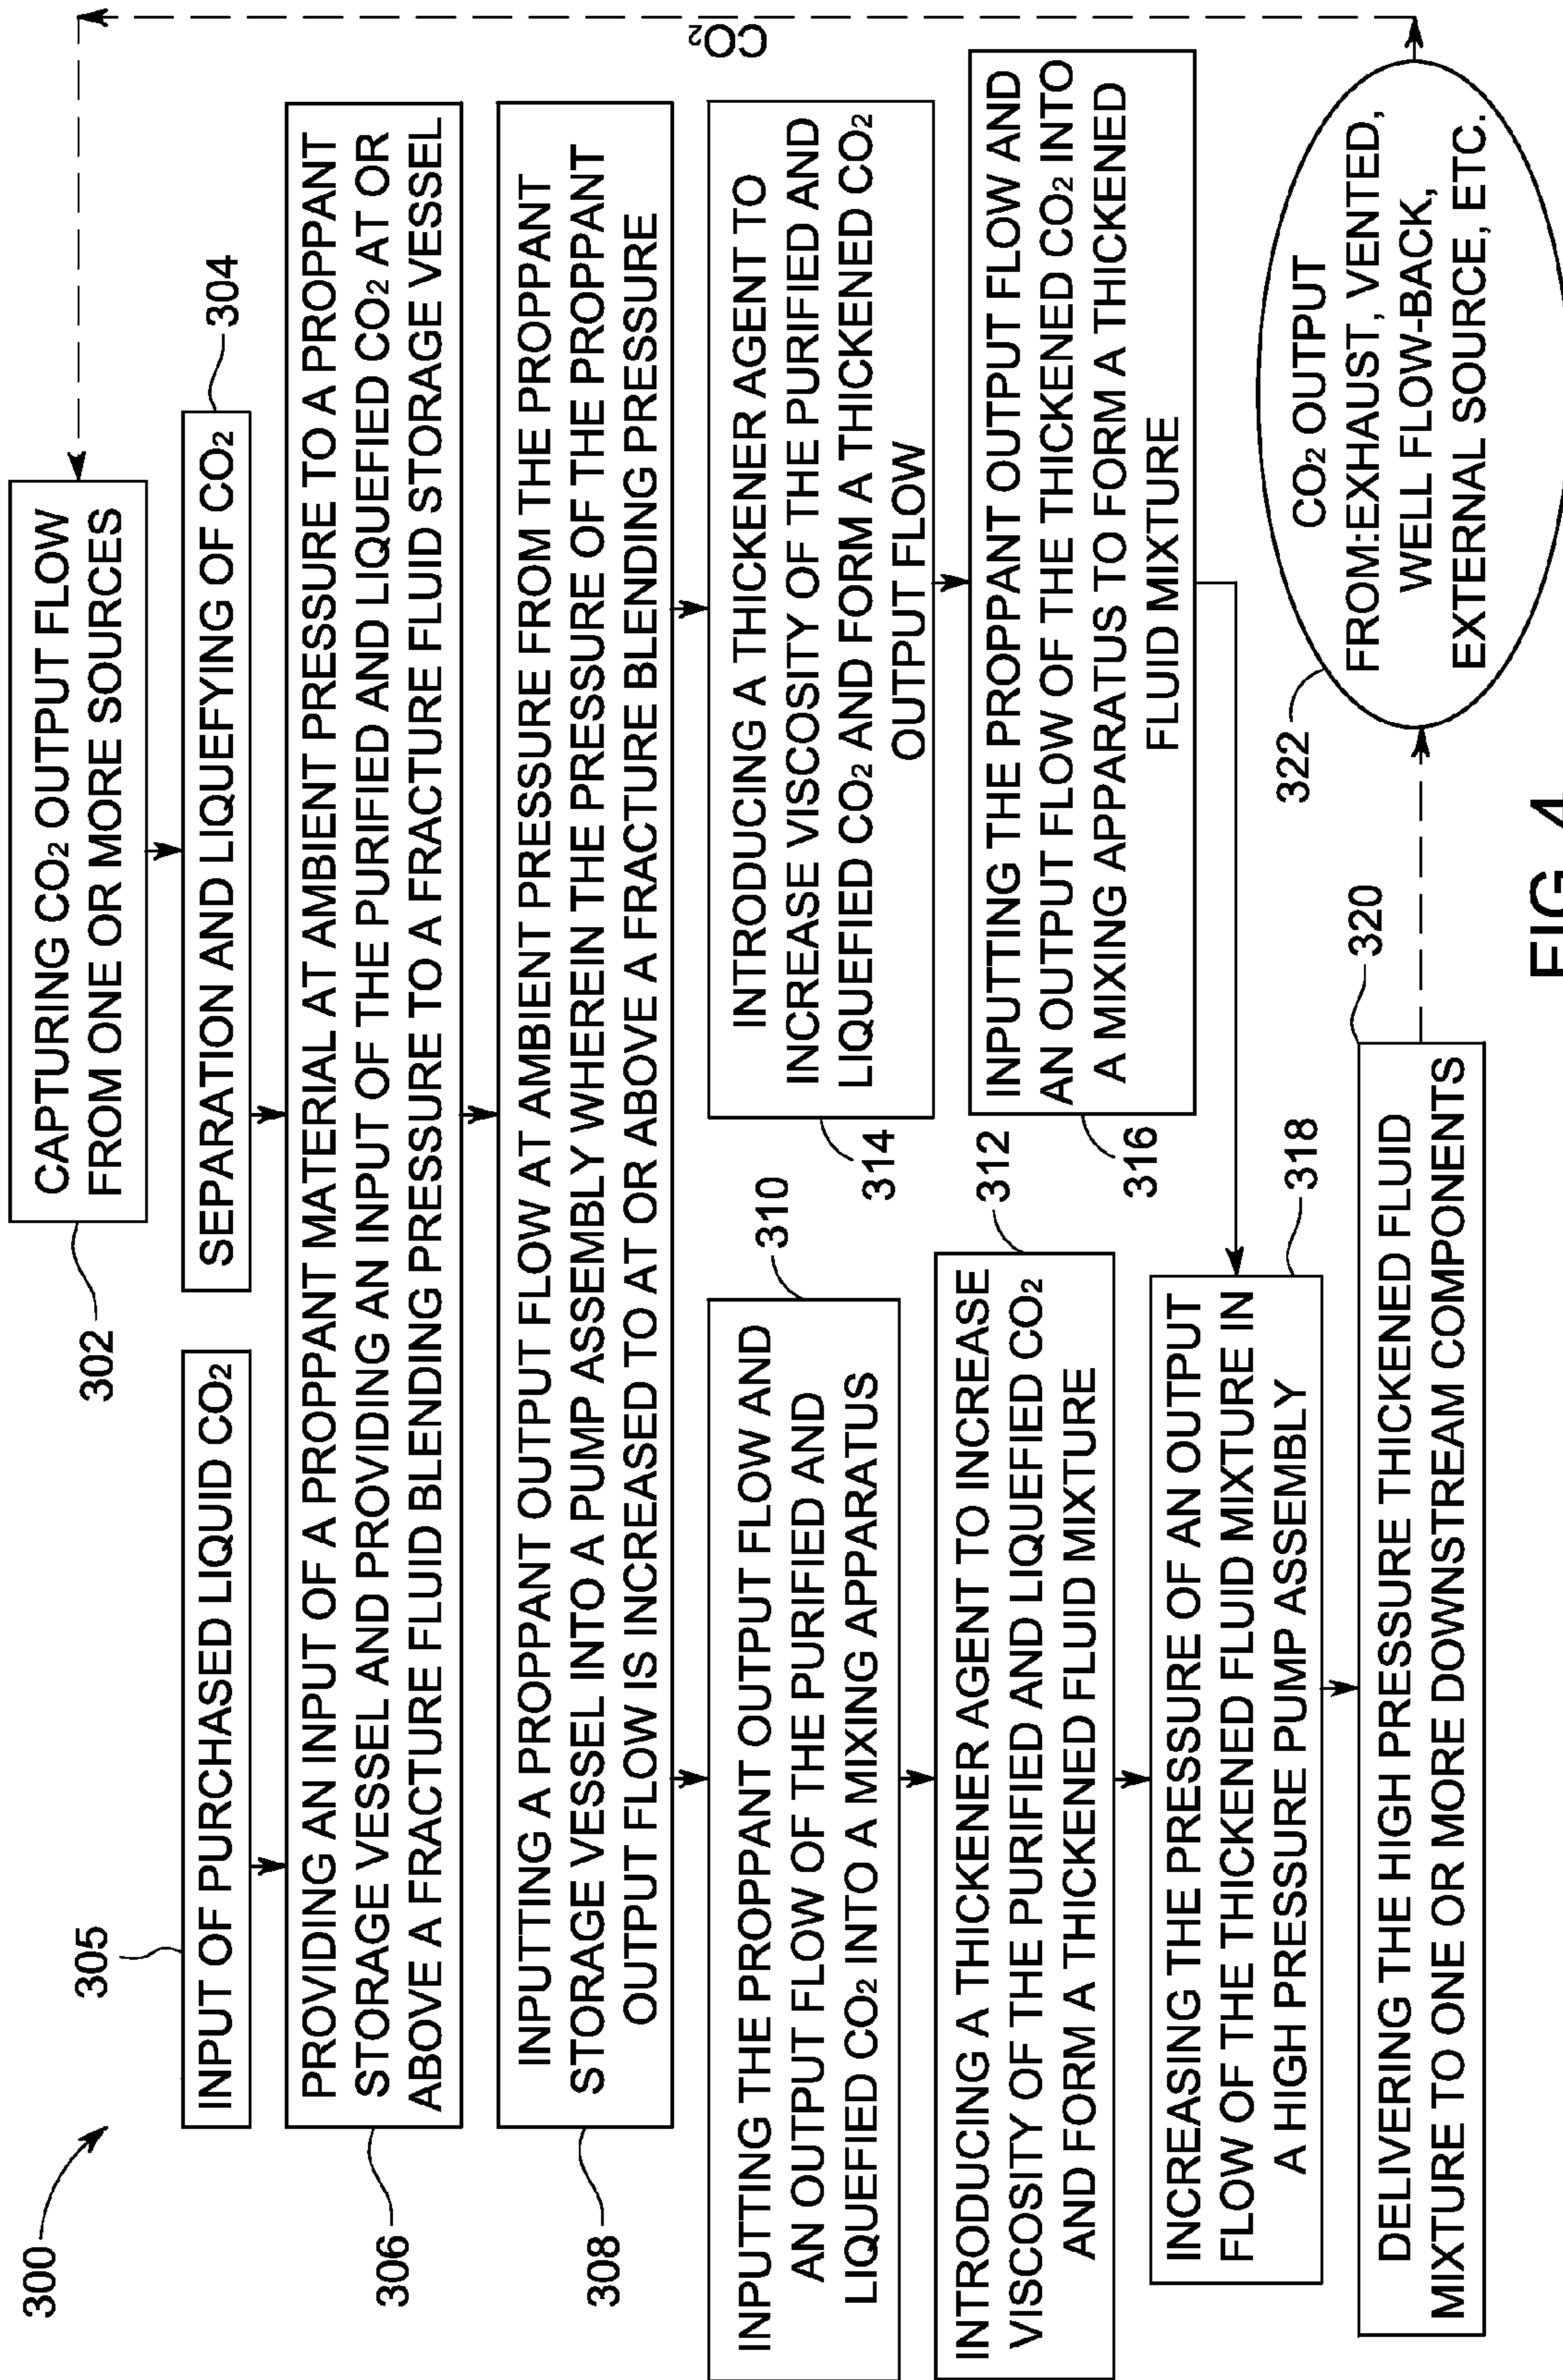 300
305
302
CAPTURING CO₂ OUTPUT FLOW
FROM ONE OR MORE SOURCES
INPUT OF PURCHASED LIQUID CO₂
SEPARATION AND LIQUEFYING OF CO₂
304
306
PROVIDING AN INPUT OF A PROPPANT MATERIAL AT AMBIENT PRESSURE TO A PROPPANT
STORAGE VESSEL AND PROVIDING AN INPUT OF THE PURIFIED AND LIQUEFIED CO₂ AT OR
ABOVE A FRACTURE FLUID BLENDING PRESSURE TO A FRACTURE FLUID STORAGE VESSEL
308
INPUTTING A PROPPANT OUTPUT FLOW AT AMBIENT PRESSURE FROM THE PROPPANT
STORAGE VESSEL INTO A PUMP ASSEMBLY WHEREIN THE PRESSURE OF THE PROPPANT
OUTPUT FLOW IS INCREASED TO AT OR ABOVE A FRACTURE BLENDING PRESSURE
310
INPUTTING THE PROPPANT OUTPUT FLOW AND
AN OUTPUT FLOW OF THE PURIFIED AND
LIQUEFIED CO₂ INTO A MIXING APPARATUS
312
INTRODUCING A THICKENER AGENT TO INCREASE
VISCOSITY OF THE PURIFIED AND LIQUEFIED CO₂
AND FORM A THICKENED FLUID MIXTURE
314
INTRODUCING A THICKENER AGENT TO
INCREASE VISCOSITY OF THE PURIFIED AND
LIQUEFIED CO₂ AND FORM A THICKENED CO₂
OUTPUT FLOW
316
INPUTTING THE PROPPANT OUTPUT FLOW AND
AN OUTPUT FLOW OF THE THICKENED CO₂ INTO
A MIXING APPARATUS TO FORM A THICKENED
FLUID MIXTURE
318
INCREASING THE PRESSURE OF AN OUTPUT
FLOW OF THE THICKENED FLUID MIXTURE IN
A HIGH PRESSURE PUMP ASSEMBLY
320
DELIVERING THE HIGH PRESSURE THICKENED FLUID
MIXTURE TO ONE OR MORE DOWNSTREAM COMPONENTS
322
CO₂ OUTPUT
FROM:EXHAUST, VENTED,
WELL FLOW-BACK,
EXTERNAL SOURCE, ETC.
CO₂
FIG. 4